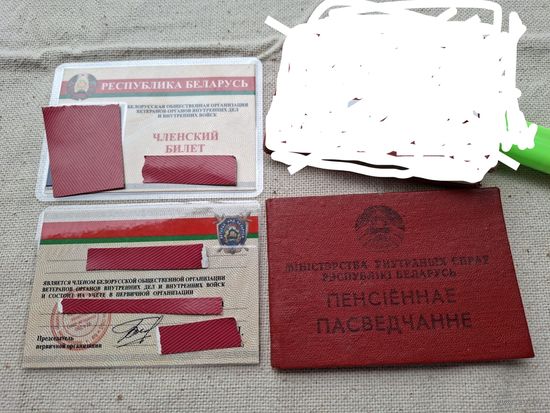 РЕСПУБЛИКА БЕЛАРУСЬ
БЕЛОРУССКАЯ ОБЩЕСТВЕННАЯ ОРГАНИЗАЦИЯ
ВЕТЕРАНОВ ОРГАНОВ ВНУТРЕННИХ ДЕЛ
И ВНУТРЕННИХ ВОЙСК
ЧЛЕНСКИЙ
БИЛЕТ
ЯВЛЯЕТСЯ ЧЛЕНОМ БЕЛОРУССКОЙ ОБЩЕСТВЕННОЙ ОРГАНИЗАЦИИ
ВЕТЕРАНОВ ОРГАНОВ ВНУТРЕННИХ ДЕЛ И ВНУТРЕННИХ ВОЙСК
И СОСТОИТ НА УЧЕТЕ В ПЕРВИЧНОЙ ОРГАНИЗАЦИИ
Председатель
первичной организации
МІНІСТЭРСТВА ЎНУТРАНЫХ СПРАЎ
РЭСПУБЛІКІ БЕЛАРУСЬ
ПЕНСІЁННАЕ
ПАСВЕДЧАННЕ